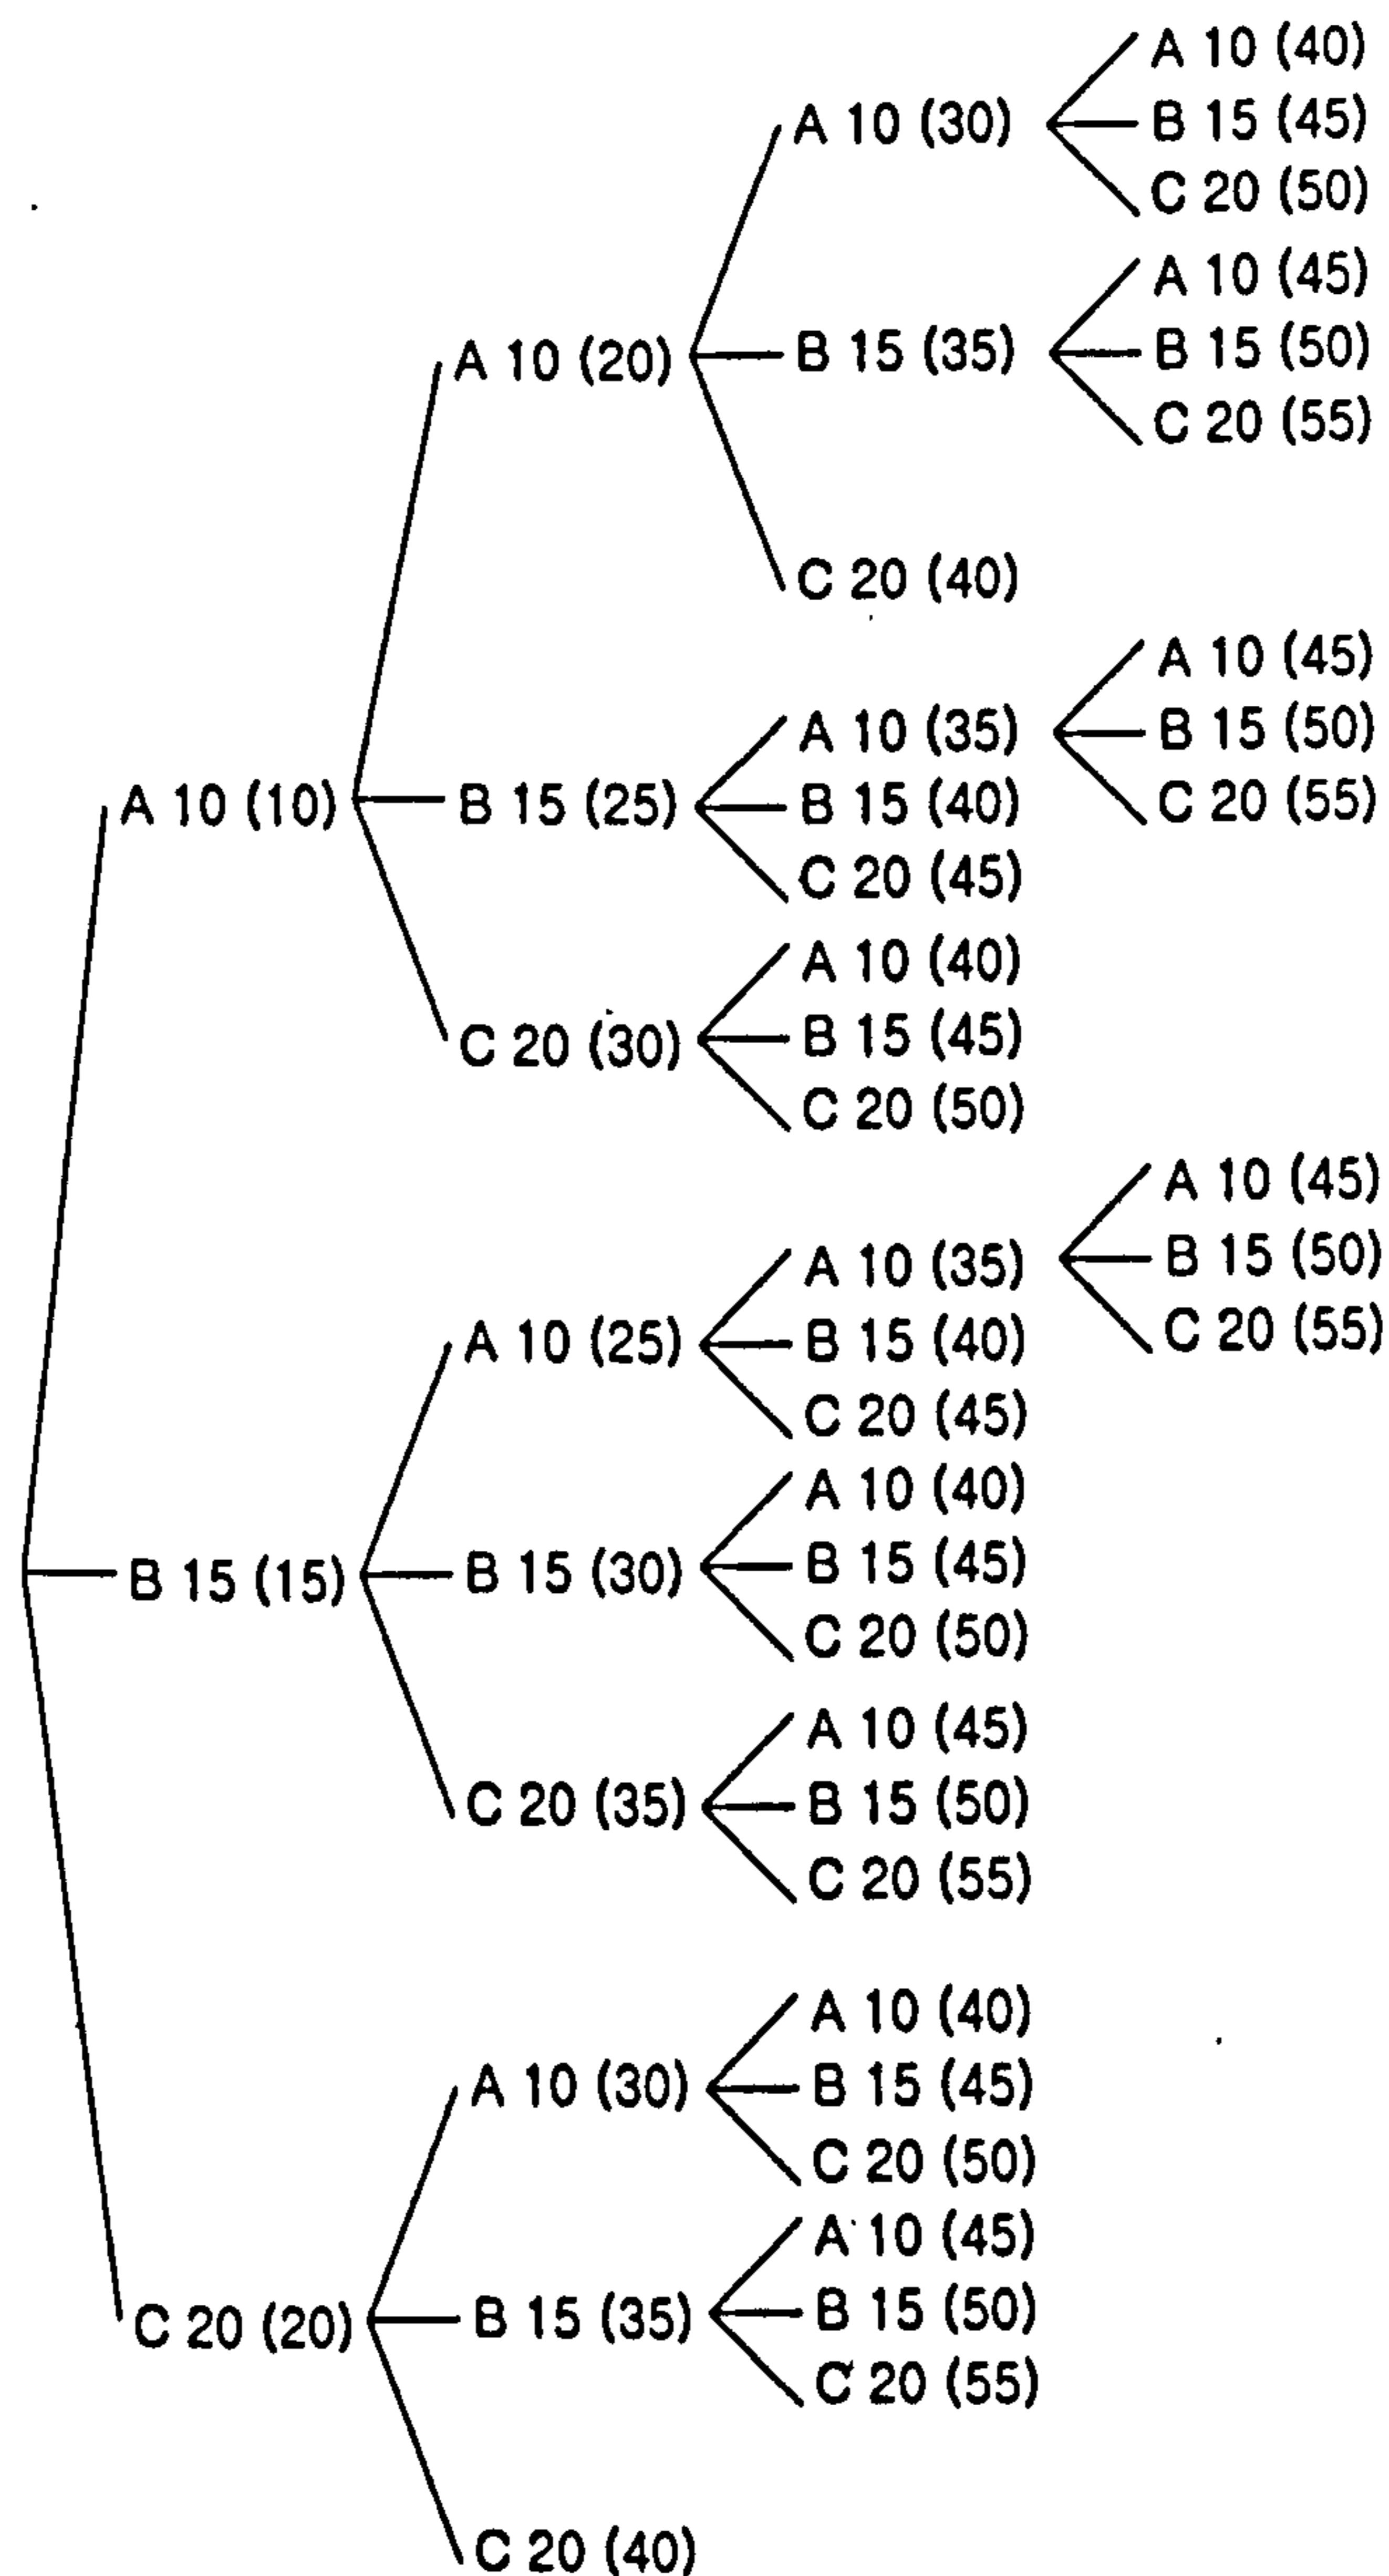 A 10 (40)
B 15 (45)
C 20 (50)
A 10 (30)
A 10 (45)
B 15 (50)
C 20 (55)
A 10 (20)
B 15 (35)
C 20 (40)
A 10 (45)
B 15 (50)
C 20 (55)
A 10 (35)
B 15 (40)
C 20 (45)
A 10 (10)
B 15 (25)
A 10 (40)
B 15 (45)
C 20 (50)
C 20 (30)
A 10 (45)
B 15 (50)
C 20 (55)
A 10 (35)
B 15 (40)
C 20 (45)
A 10 (25)
A 10 (40)
B 15 (45)
C 20 (50)
B 15 (15)
B 15 (30)
A 10 (45)
B 15 (50)
C 20 (55)
C 20 (35)
A 10 (40)
B 15 (45)
C 20 (50)
A 10 (30)
A 10 (45)
B 15 (50)
C 20 (55)
C 20 (20)
B 15 (35)
C 20 (40)